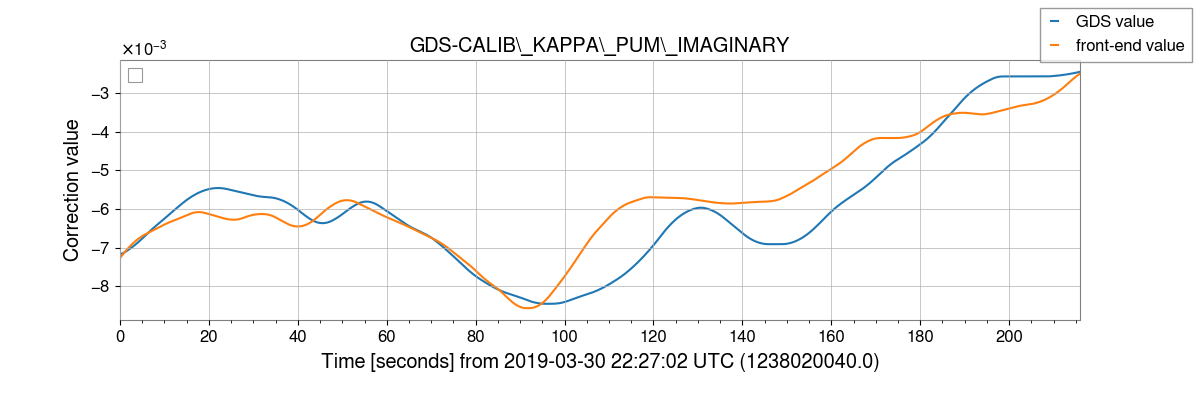 GDS value
front-end value
×10⁻³
GDS-CALIB\_KAPPA\_PUM\_IMAGINARY
Correction value
−3
−4
−5
−6
−7
−8
0 20 40 60 80 100 120 140 160 180 200
Time [seconds] from 2019-03-30 22:27:02 UTC (1238020040.0)